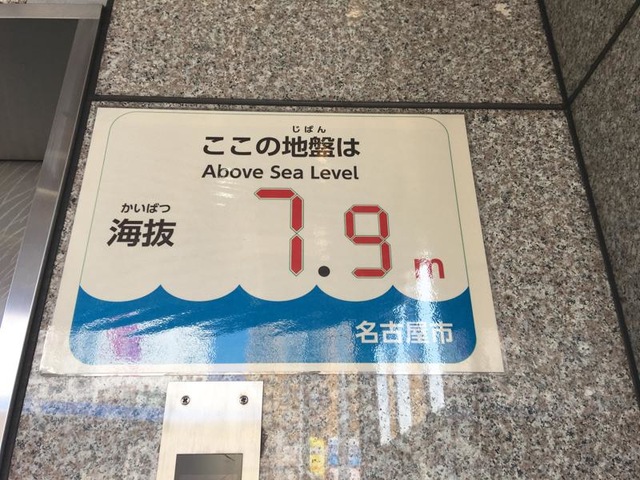 じばん
ここの地盤は
Above Sea Level
かいばつ
海抜 7.9 m
名古屋市